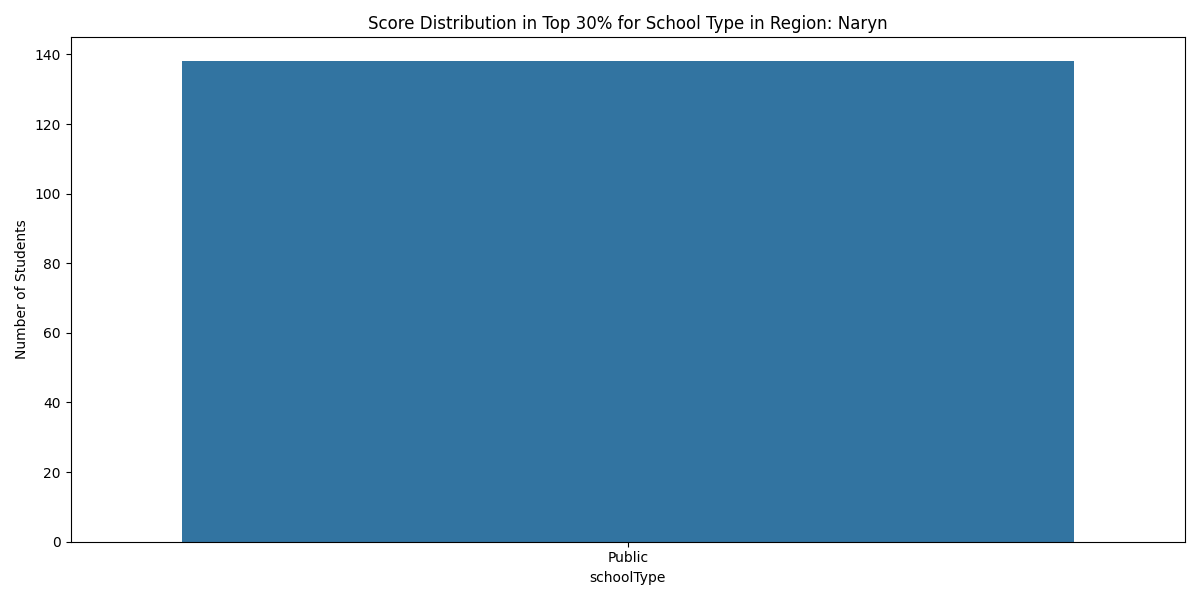 Score Distribution in Top 30% for School Type in Region: Naryn
Number of Students
140
120
100
80
60
40
20
0
Public
schoolType